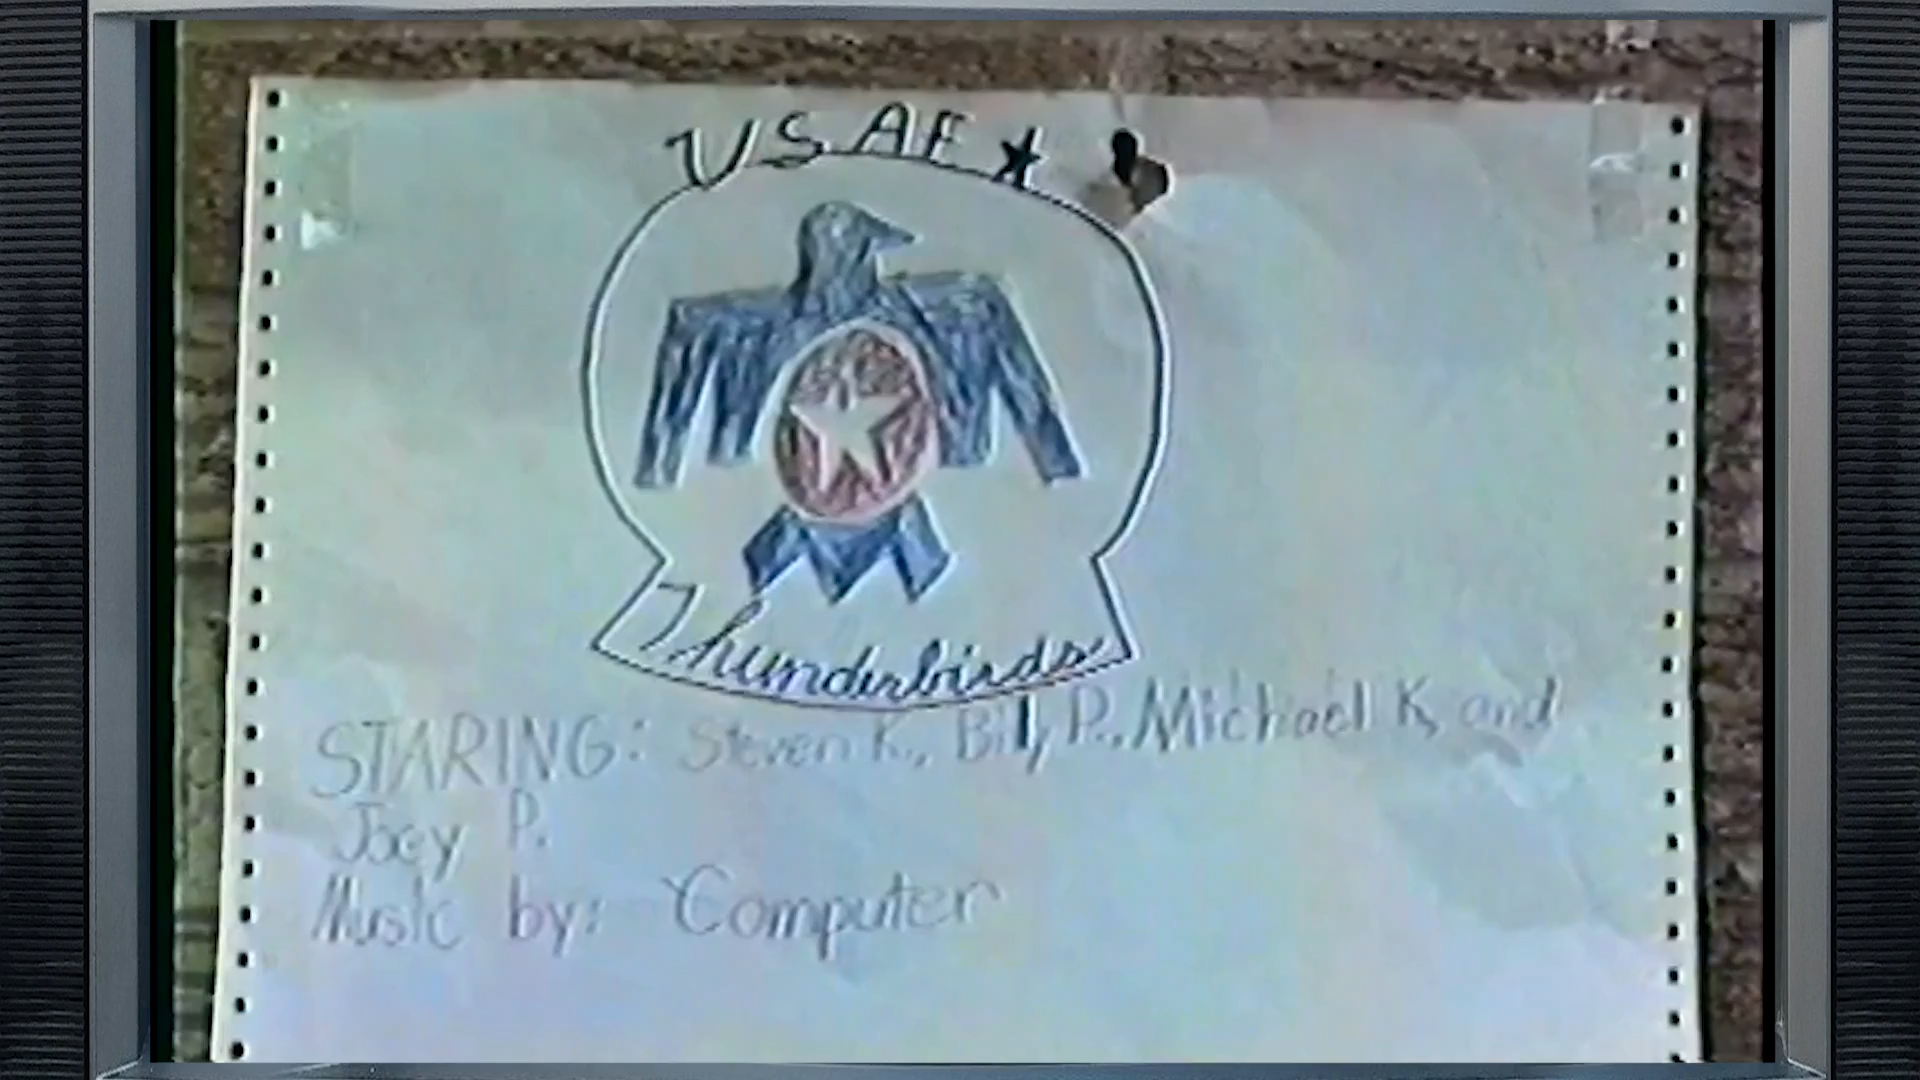 USAF
Thunderbirds
STARING: Steven K., Billy P., Michael K, and
Joey P.
Music by: Computer